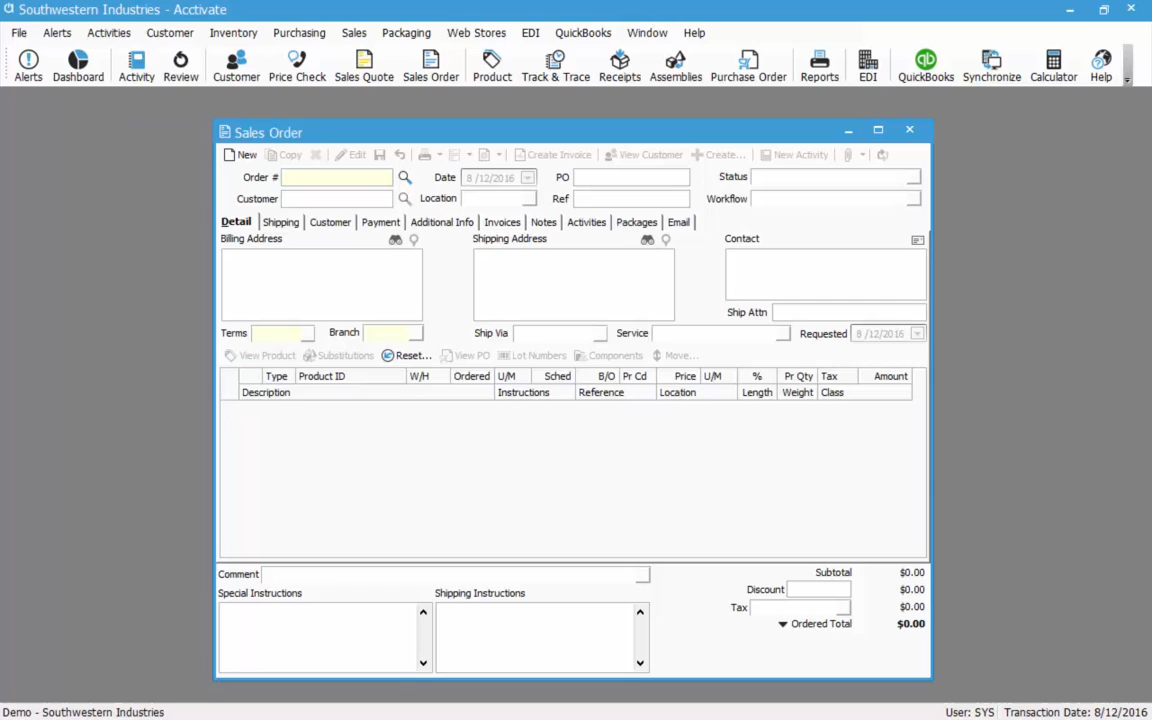 Southwestern Industries - Acctivate
File Alerts Activities Customer Inventory Purchasing Sales Packaging Web Stores EDI QuickBooks Window Help
Alerts Dashboard Activity Review Customer Price Check Sales Quote Sales Order Product Track & Trace Receipts Assemblies Purchase Order Reports EDI QuickBooks Synchronize Calculator Help
Sales Order
New Copy Edit Create Invoice View Customer Create... New Activity
Order # Date 8 /12/2016 PO Status
Customer Location Ref Workflow
Detail Shipping Customer Payment Additional Info Invoices Notes Activities Packages Email
Billing Address Shipping Address Contact
Ship Attn
Terms Branch Ship Via Service Requested 8 /12/2016
View Product Substitutions Reset... View PO Lot Numbers Components Move...
Type Product ID W/H Ordered U/M Sched B/O Pr Cd Price U/M % Pr Qty Tax Amount
Description Instructions Reference Location Length Weight Class
Comment Subtotal $0.00
Special Instructions Shipping Instructions Discount $0.00
Tax $0.00
Ordered Total $0.00
Demo - Southwestern Industries User: SYS Transaction Date: 8/12/2016